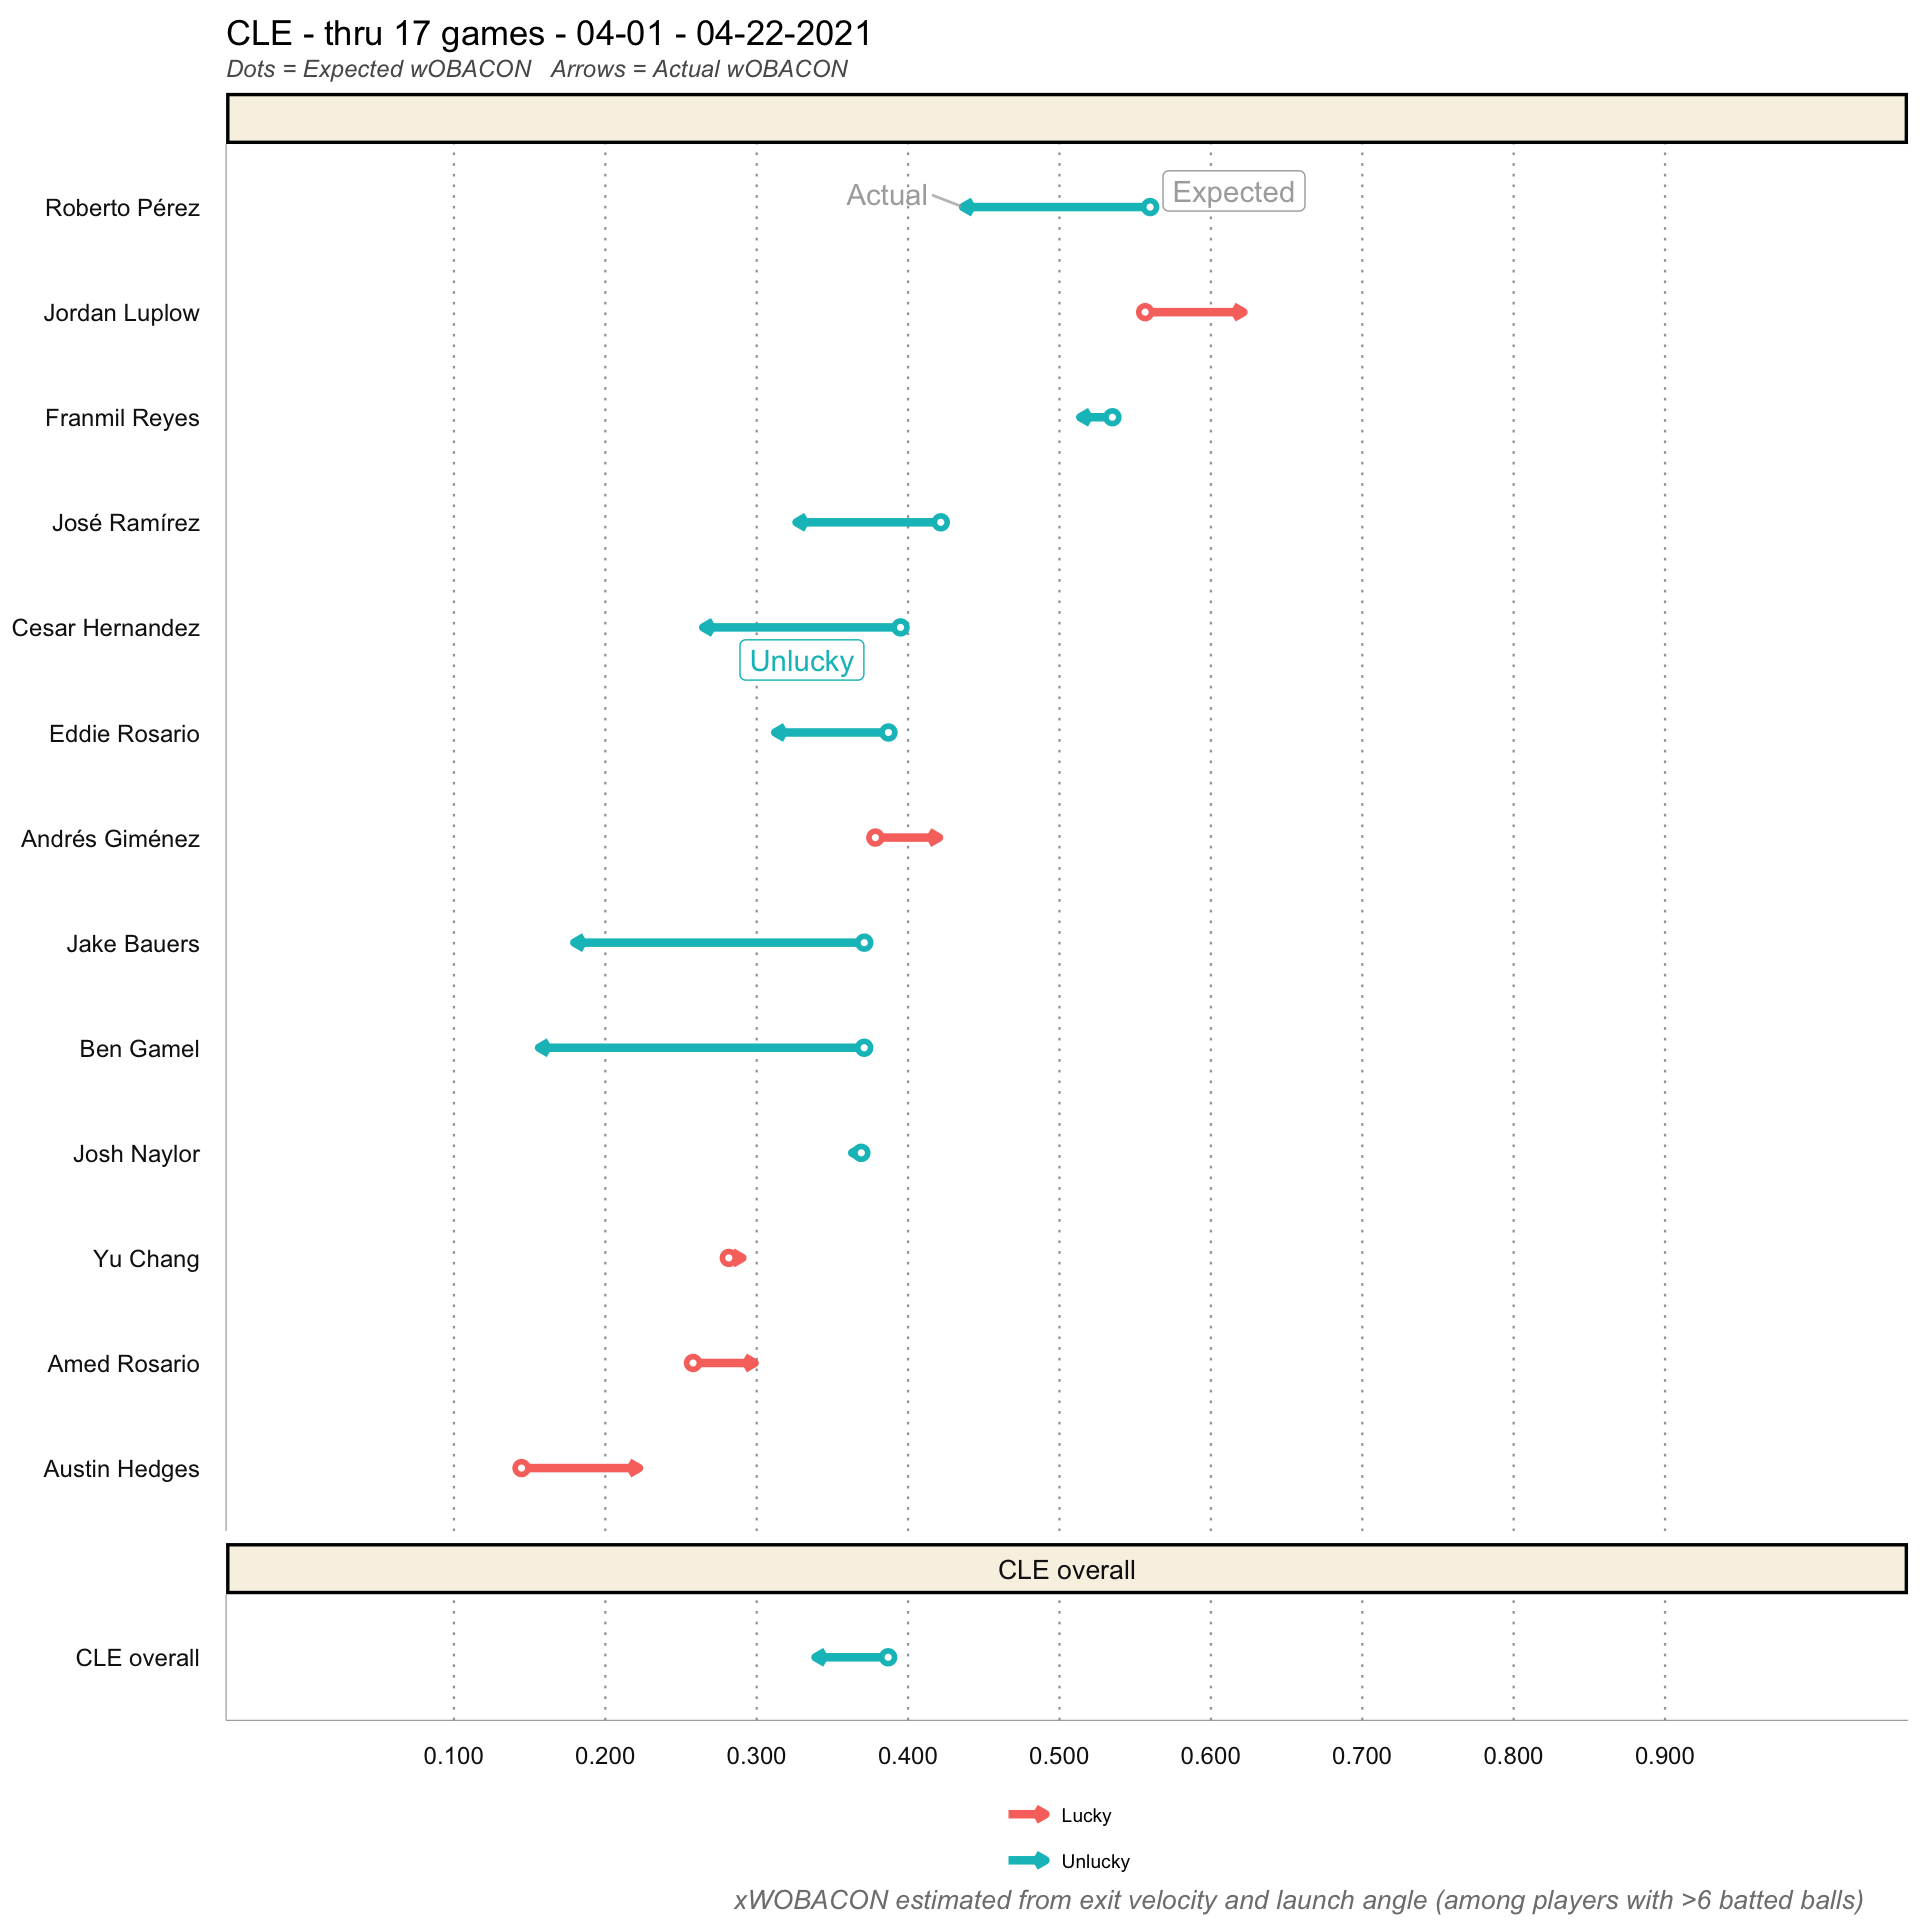 CLE - thru 17 games - 04-01 - 04-22-2021
Dots = Expected wOBACON   Arrows = Actual wOBACON
Roberto Pérez
Actual
Expected
Jordan Luplow
Franmil Reyes
José Ramírez
Cesar Hernandez
Unlucky
Eddie Rosario
Andrés Giménez
Jake Bauers
Ben Gamel
Josh Naylor
Yu Chang
Amed Rosario
Austin Hedges
CLE overall
CLE overall
0.100 0.200 0.300 0.400 0.500 0.600 0.700 0.800 0.900
Lucky
Unlucky
xWOBACON estimated from exit velocity and launch angle (among players with >6 batted balls)